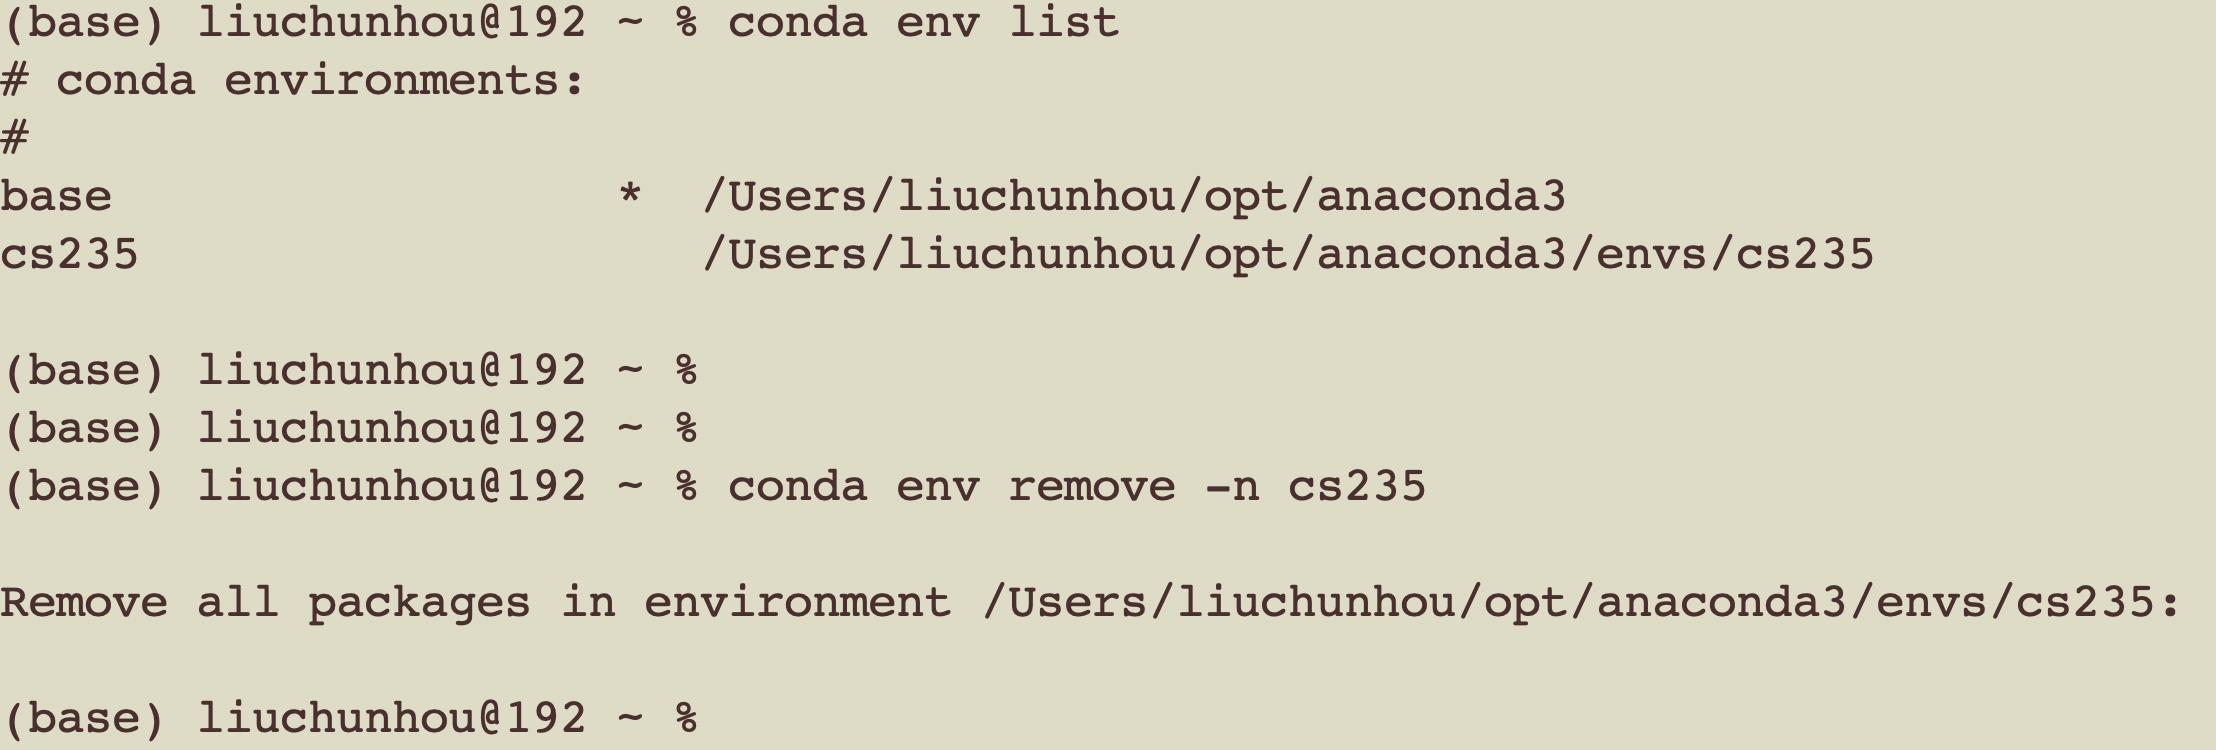 (base) liuchunhou@192 ~ % conda env list
# conda environments:
#
base                  *  /Users/liuchunhou/opt/anaconda3
cs235                    /Users/liuchunhou/opt/anaconda3/envs/cs235
(base) liuchunhou@192 ~ %
(base) liuchunhou@192 ~ %
(base) liuchunhou@192 ~ % conda env remove -n cs235
Remove all packages in environment /Users/liuchunhou/opt/anaconda3/envs/cs235:
(base) liuchunhou@192 ~ %